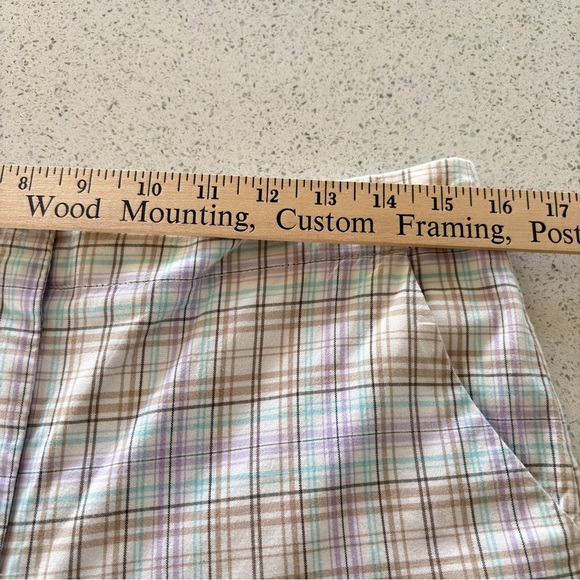 8 9 10 11 12 13 14 15 16 17
Wood Mounting, Custom Framing, Post